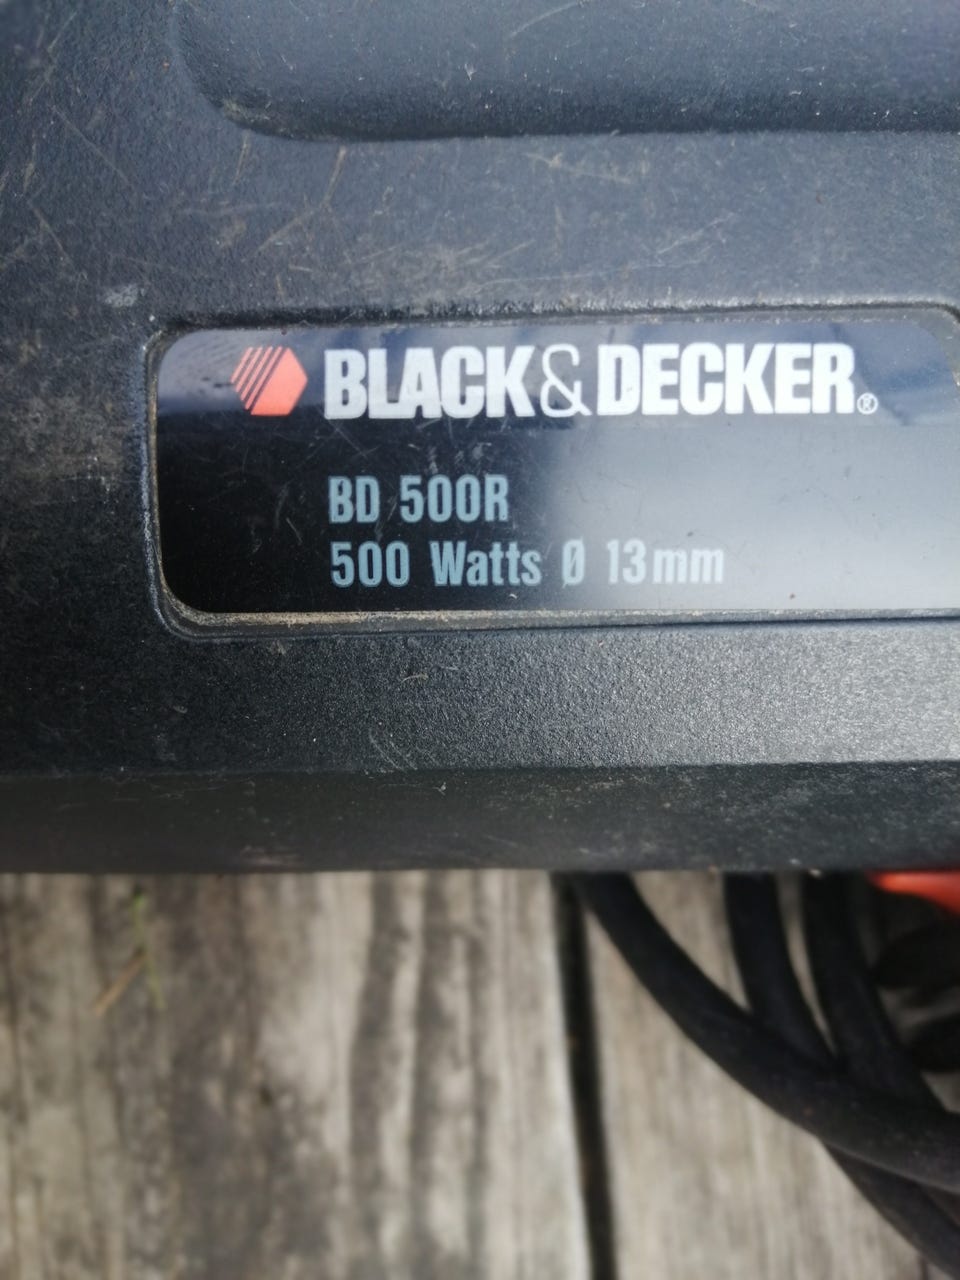 BLACK&DECKER®
BD 500R
500 Watts Ø 13mm